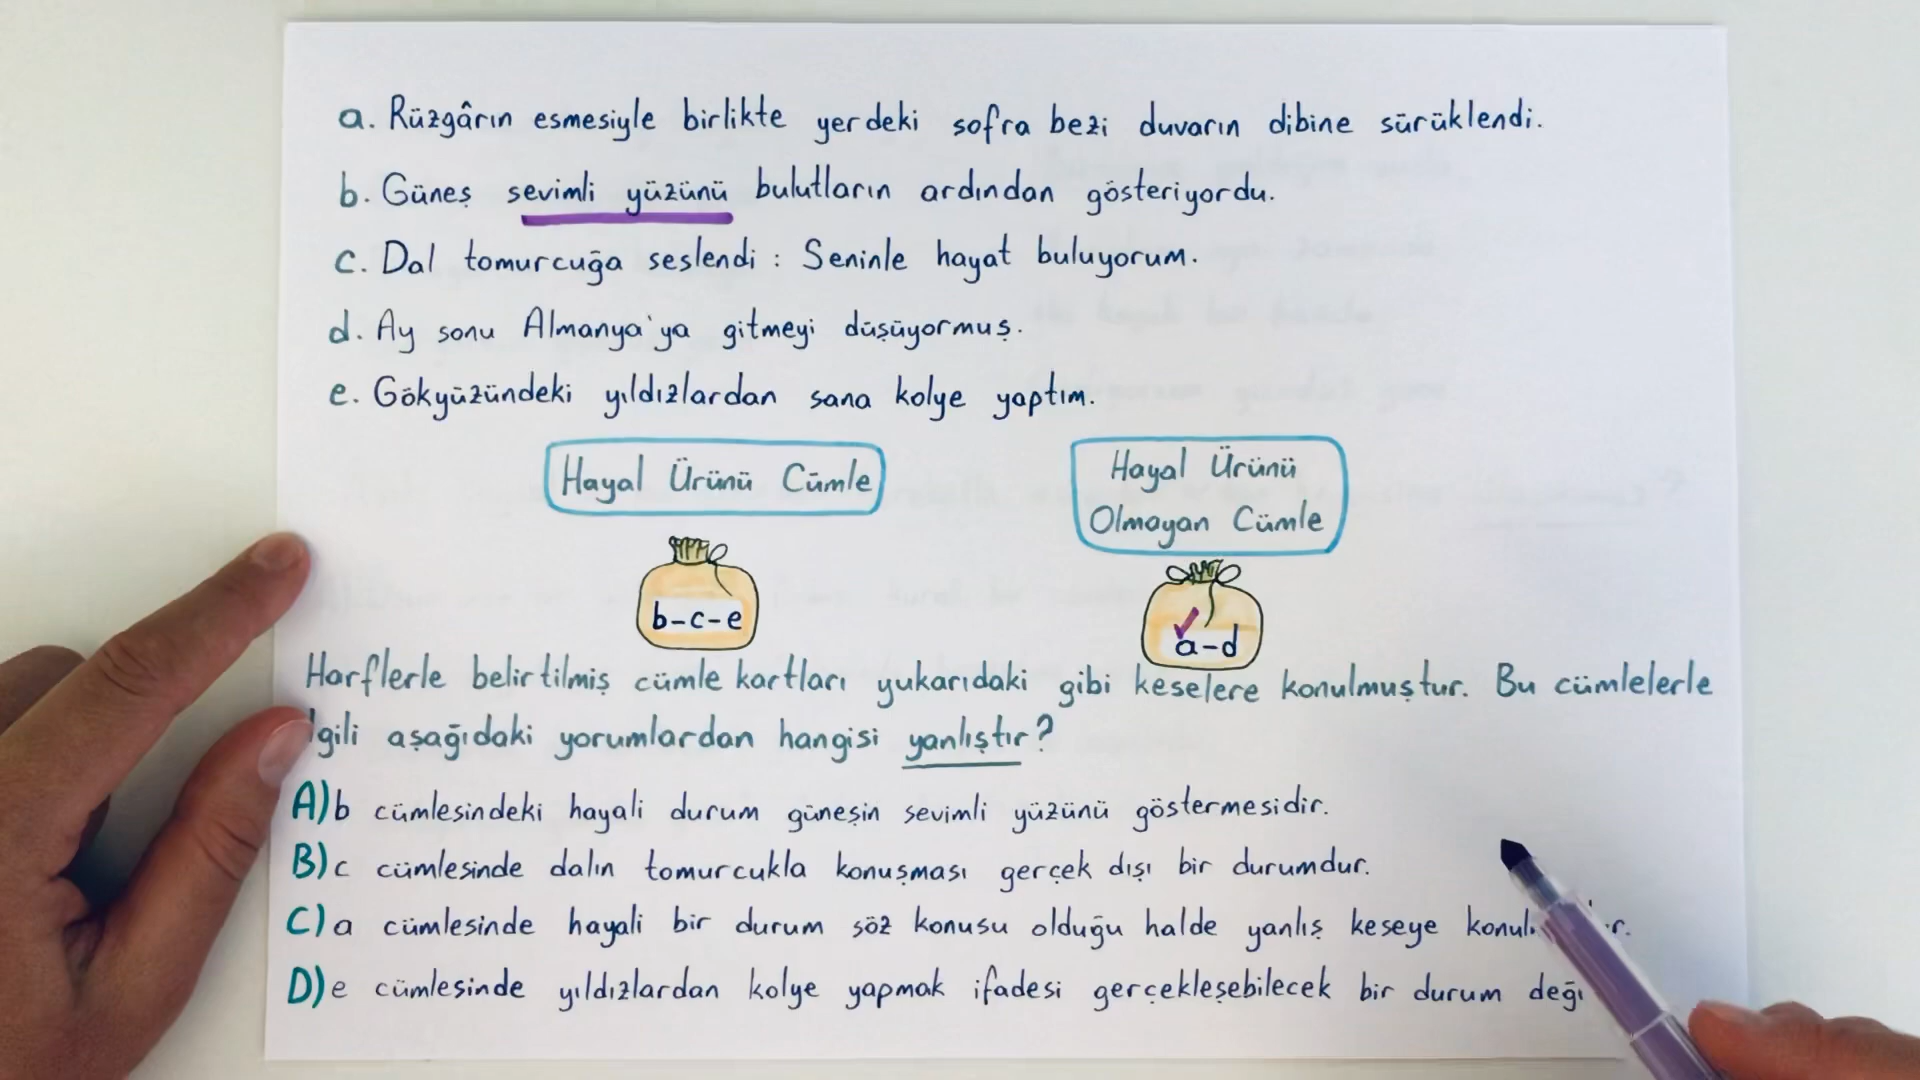 a. Rüzgârın esmesiyle birlikte yerdeki sofra bezi duvarın dibine sürüklendi.
b. Güneş sevimli yüzünü bulutların ardından gösteriyordu.
c. Dal tomurcuğa seslendi : Seninle hayat buluyorum.
d. Ay sonu Almanya'ya gitmeyi düşüyormuş.
e. Gökyüzündeki yıldızlardan sana kolye yaptım.
Hayal Ürünü Cümle
Hayal Ürünü
Olmayan Cümle
b-c-e
a-d
Harflerle belirtilmiş cümle kartları yukarıdaki gibi keselere konulmuştur. Bu cümlelerle
ilgili aşağıdaki yorumlardan hangisi yanlıştır?
A) b cümlesindeki hayali durum güneşin sevimli yüzünü göstermesidir.
B) c cümlesinde dalın tomurcukla konuşması gerçek dışı bir durumdur.
C) a cümlesinde hayali bir durum söz konusu olduğu halde yanlış keseye
D) e cümlesinde yıldızlardan kolye yapmak ifadesi gerçekleşebilecek bir durum